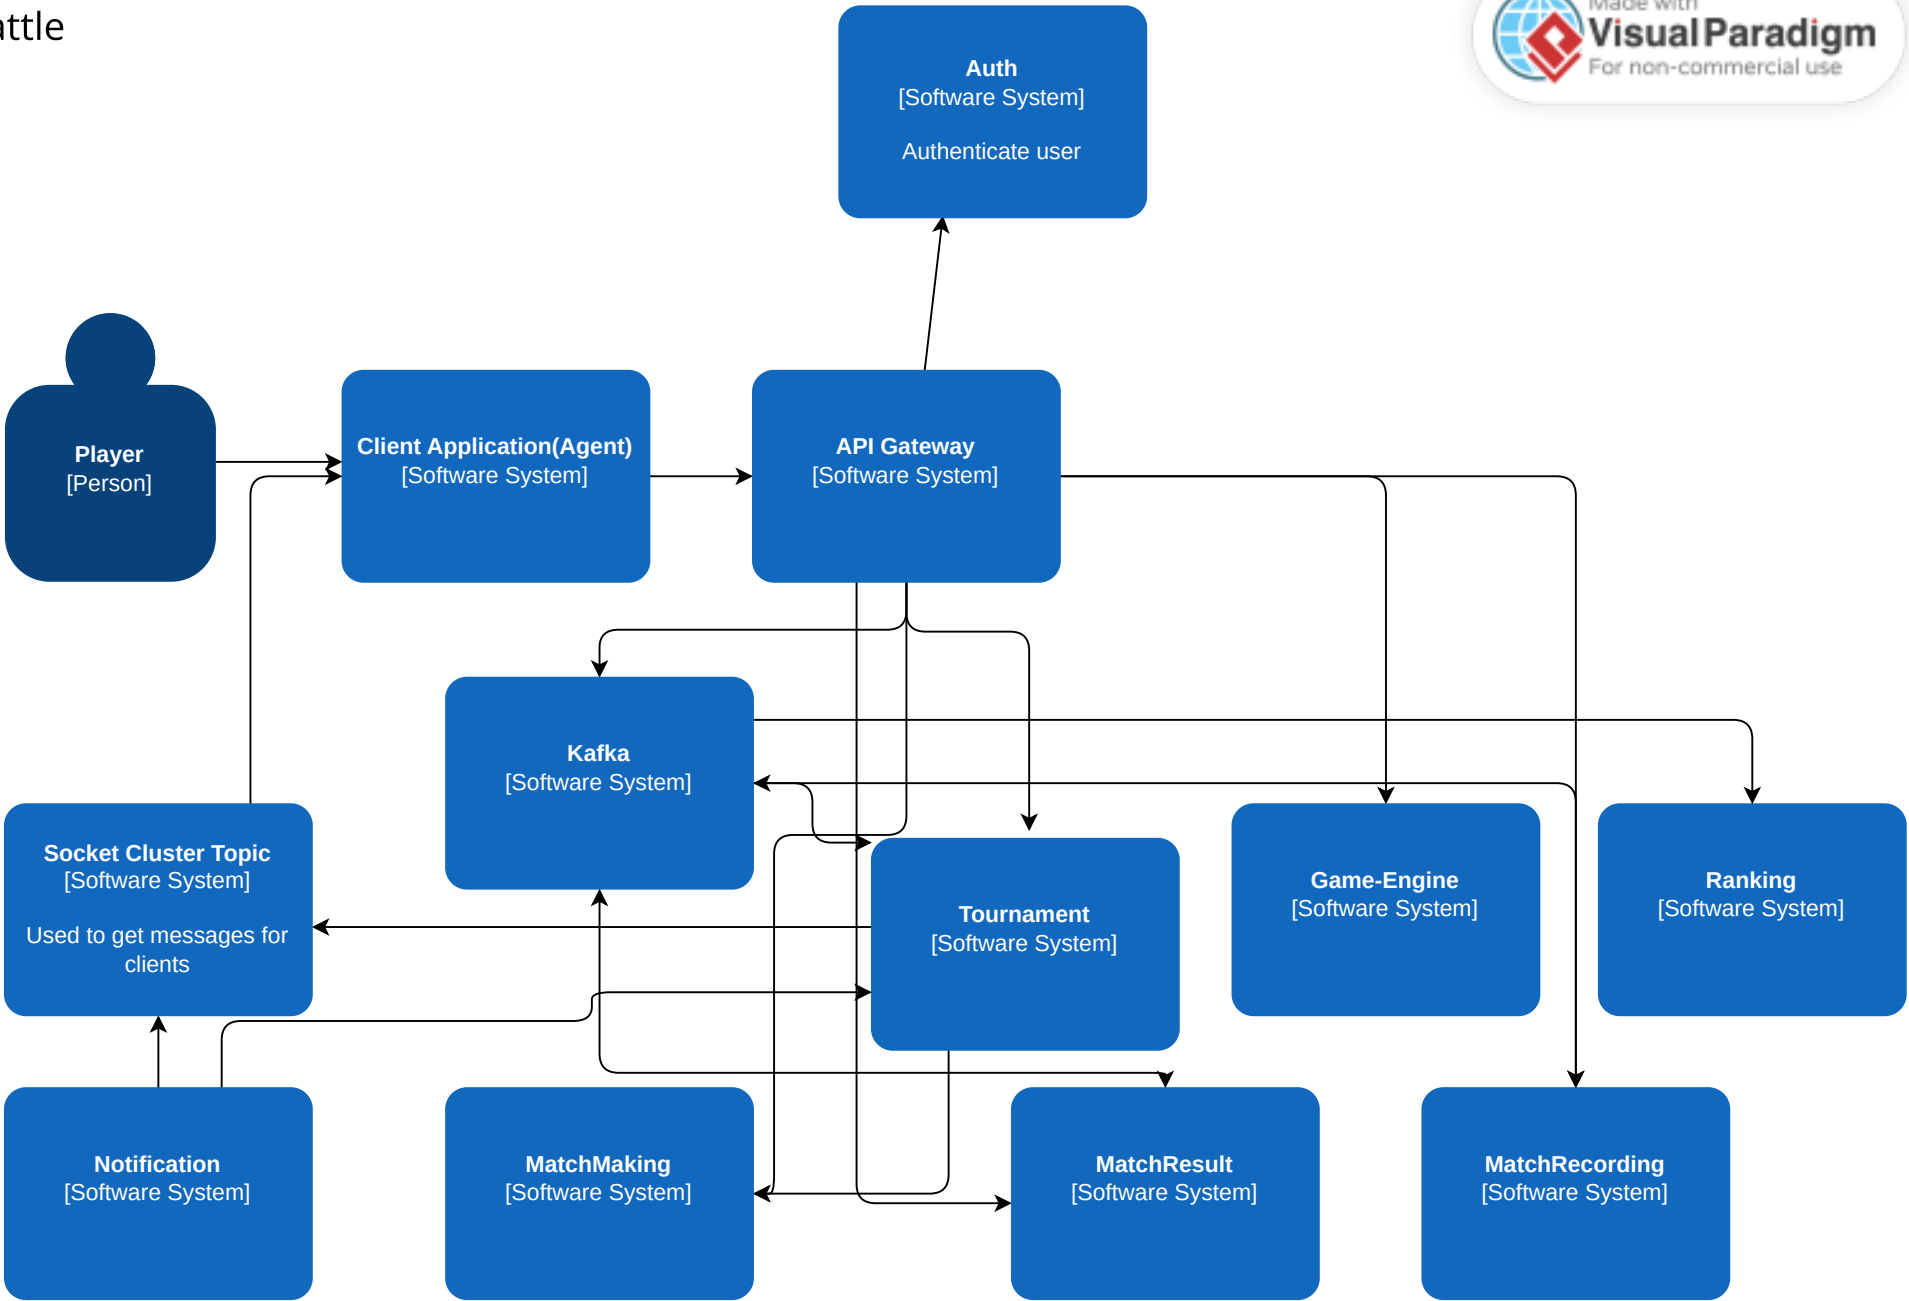 Made with
Visual Paradigm
For non-commercial use
Auth
[Software System]
Authenticate user
Player
[Person]
Client Application(Agent)
[Software System]
API Gateway
[Software System]
Kafka
[Software System]
Socket Cluster Topic
[Software System]
Used to get messages for
clients
Tournament
[Software System]
Game-Engine
[Software System]
Ranking
[Software System]
Notification
[Software System]
MatchMaking
[Software System]
MatchResult
[Software System]
MatchRecording
[Software System]